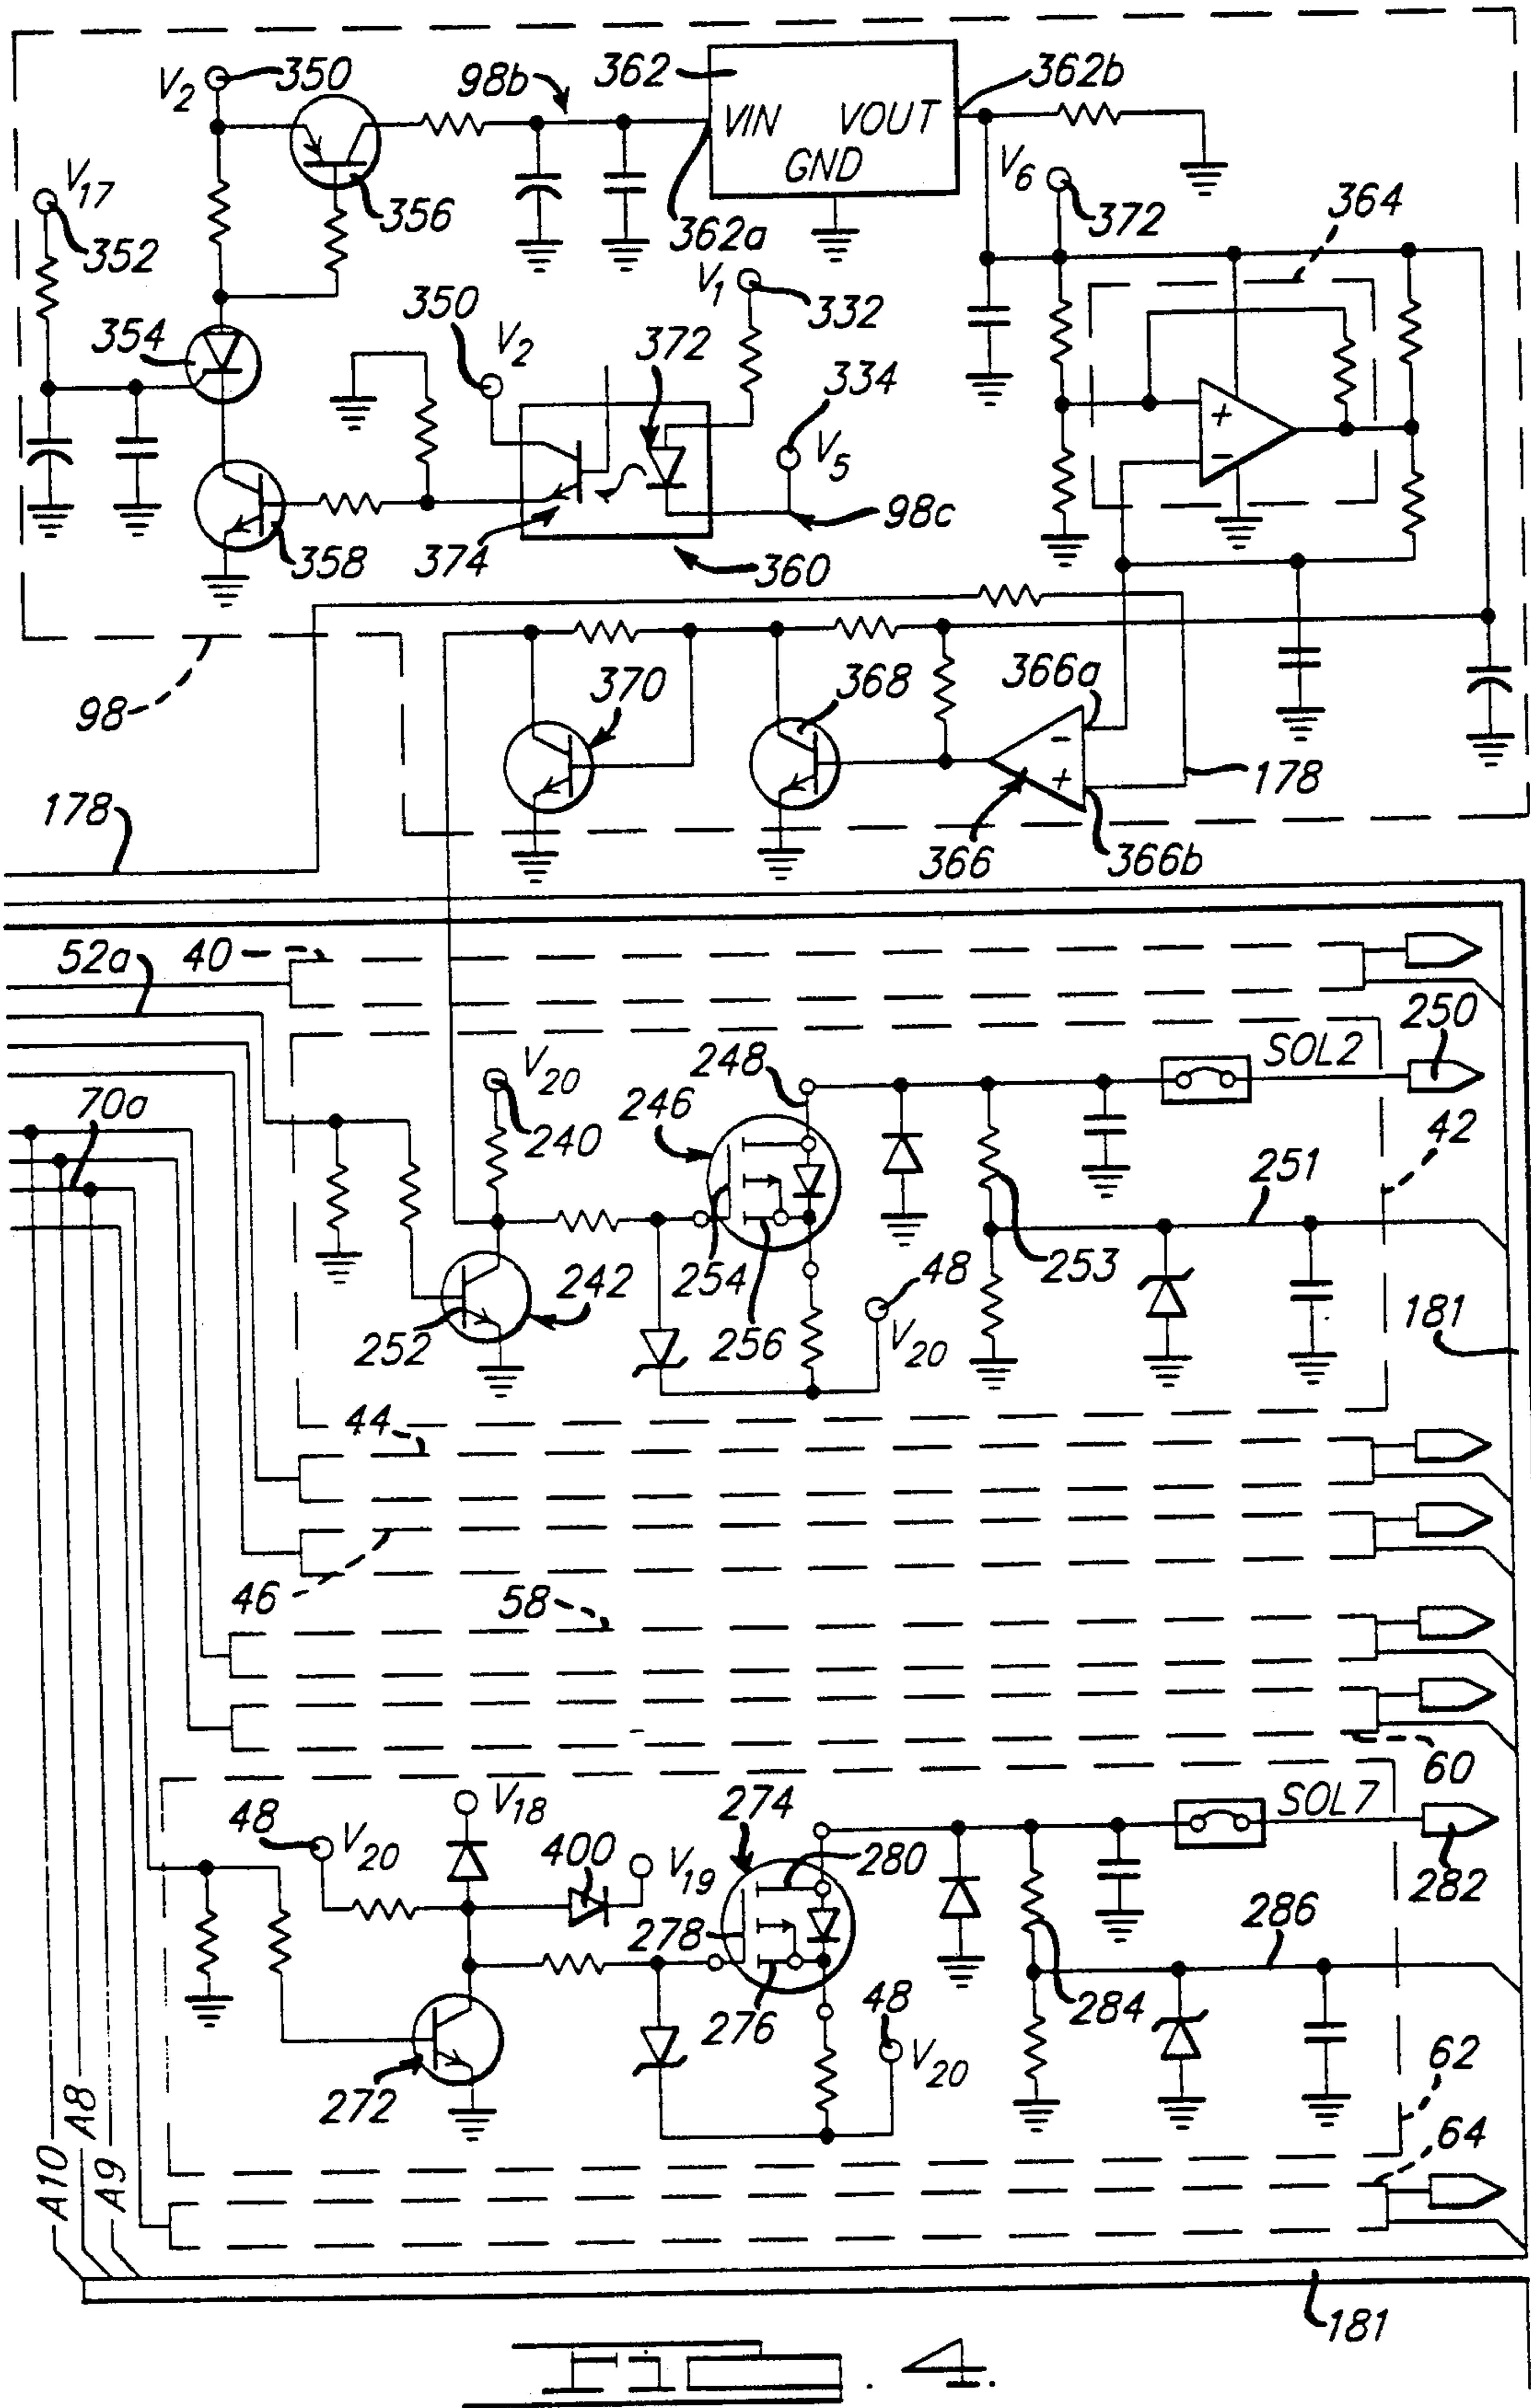 V2 350 98b 362 362b
VIN VOUT
GND
V17 V6
356 372 364
352 362a
350 V1
354 V2 372 332
334
V5
98c
358 374 360
98 370 368 366a
178
178 366 366b
52a 40
250
248 SOL2
70a V20 246
240 42
251
254 48 253
252 242 256 V20 181
44
46 58
60
48 V20 V18 400 V19 274 280 SOL7
282
278 286
276 48 284
V20 62
272
A10 A8 A9
64
181
Fig. 4.